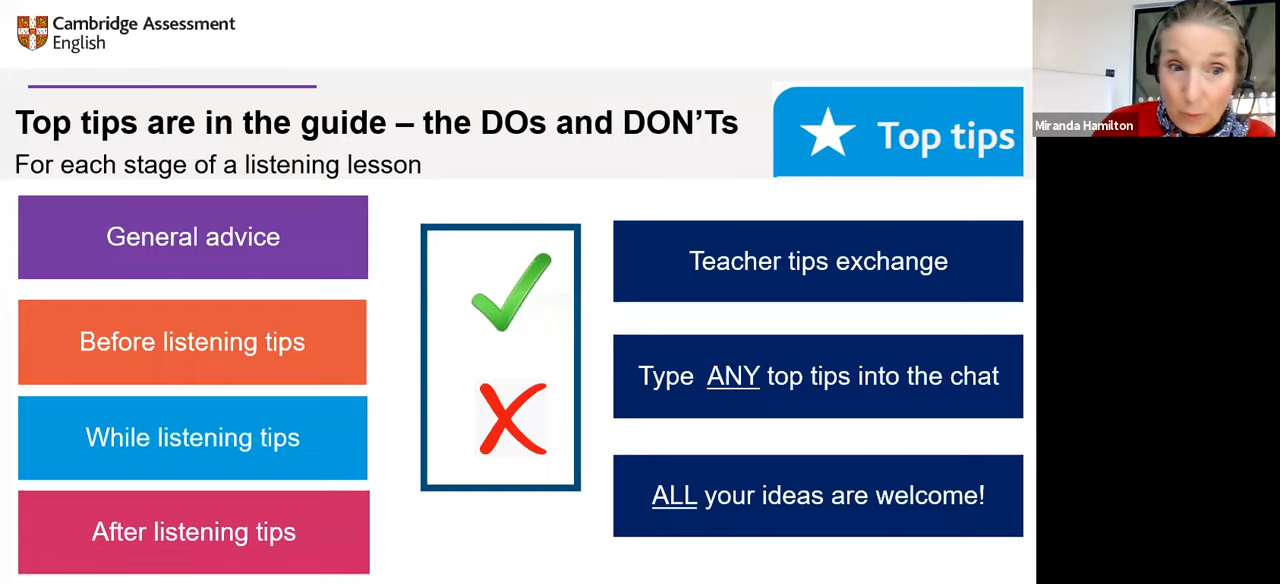 Cambridge Assessment
English
Top tips are in the guide – the DOs and DON'Ts
For each stage of a listening lesson
Top tips
Miranda Hamilton
General advice
Before listening tips
While listening tips
After listening tips
Teacher tips exchange
Type ANY top tips into the chat
ALL your ideas are welcome!